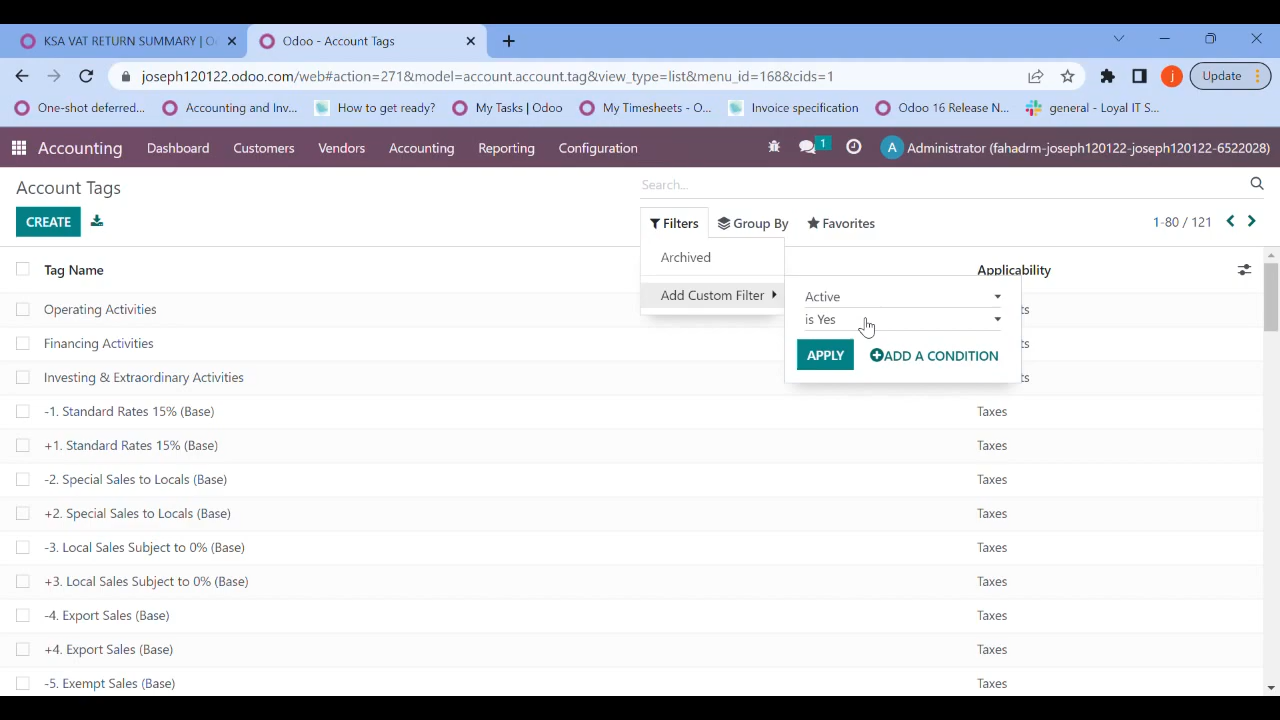 KSA VAT RETURN SUMMARY | O
Odoo - Account Tags
joseph120122.odoo.com/web#action=271&model=account.account.tag&view_type=list&menu_id=168&cids=1
j
Update
One-shot deferred...
Accounting and Inv...
How to get ready?
My Tasks | Odoo
My Timesheets - O...
Invoice specification
Odoo 16 Release N...
general - Loyal IT S...
Accounting
Dashboard
Customers
Vendors
Accounting
Reporting
Configuration
1
A
Administrator (fahadrm-joseph120122-joseph120122-6522028)
Account Tags
Search...
CREATE
Filters
Group By
Favorites
1-80 / 121
Archived
Add Custom Filter
Active
is Yes
APPLY
ADD A CONDITION
Tag Name
Applicability
Operating Activities
ts
Financing Activities
ts
Investing & Extraordinary Activities
ts
-1. Standard Rates 15% (Base)
Taxes
+1. Standard Rates 15% (Base)
Taxes
-2. Special Sales to Locals (Base)
Taxes
+2. Special Sales to Locals (Base)
Taxes
-3. Local Sales Subject to 0% (Base)
Taxes
+3. Local Sales Subject to 0% (Base)
Taxes
-4. Export Sales (Base)
Taxes
+4. Export Sales (Base)
Taxes
-5. Exempt Sales (Base)
Taxes